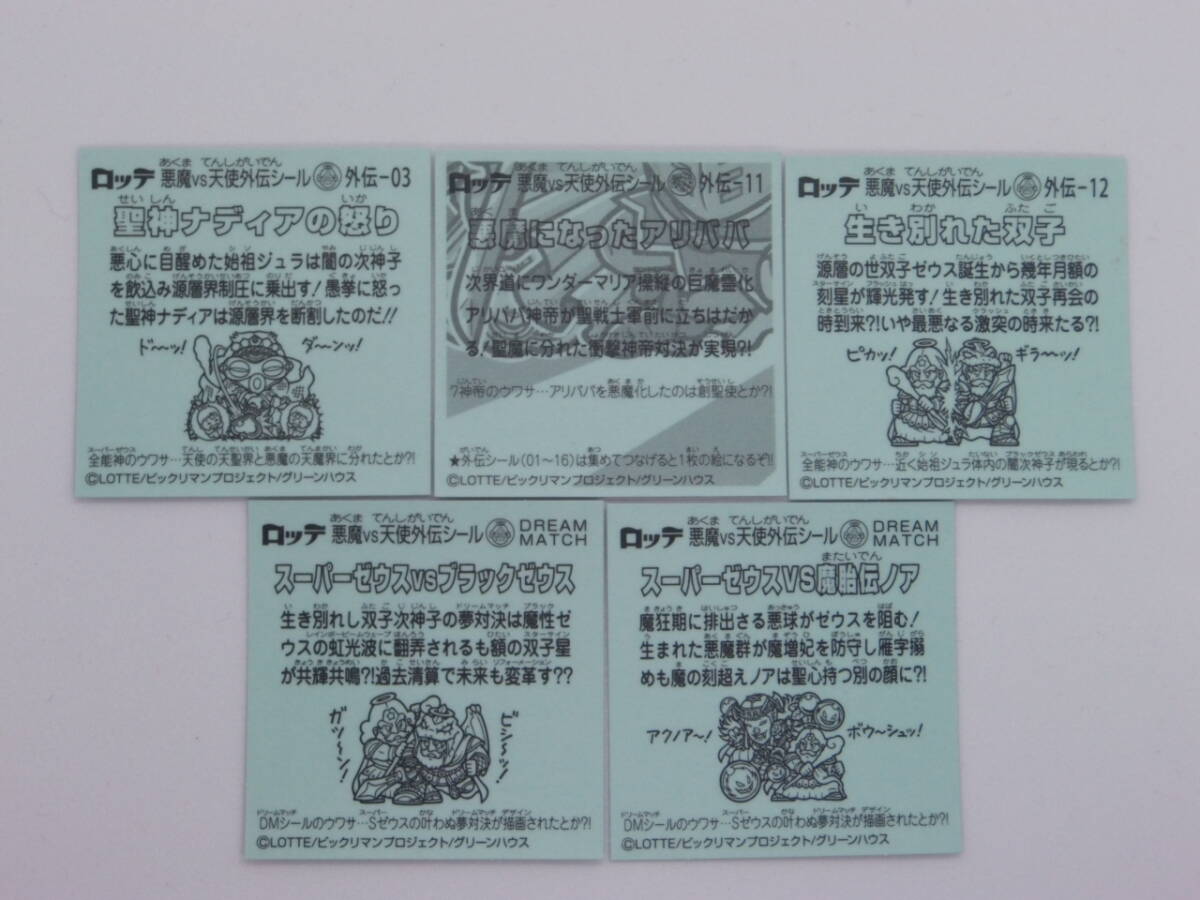 ロッテ 悪魔vs天使外伝シール 外伝-03
聖神ナディアの怒り
悪心に目醒めた始祖ジュラは闇の次神子
を飲込み源層界制圧に乗出す!愚挙に怒っ
た聖神ナディアは源層界を断割したのだ!!
ド〜ッ! ダ〜ンッ!
全能神のウワサ…天使の天聖界と悪魔の天魔界に分れたとか?!
©LOTTE/ビックリマンプロジェクト/グリーンハウス
ロッテ 悪魔vs天使外伝シール 外伝-11
悪魔になったアリババ
次界道にワンダーマリア操縦の巨魔霊化
アリババ神帝が聖戦士軍前に立ちはだか
る!聖魔に分れた衝撃神帝対決が実現?!
7神帝のウワサ…アリババを悪魔化したのは創聖使とか?!
★外伝シール(01〜16)は集めてつなげると1枚の絵になるぞ!!
©LOTTE/ビックリマンプロジェクト/グリーンハウス
ロッテ 悪魔vs天使外伝シール 外伝-12
生き別れた双子
源層の世双子ゼウス誕生から幾年月額の
刻星が輝光発す!生き別れた双子再会の
時到来?!いや最悪なる激突の時来たる?!
ピカッ! ギラ〜ッ!
全能神のウワサ…近く始祖ジュラ体内の闇次神子が現るとか?!
©LOTTE/ビックリマンプロジェクト/グリーンハウス
ロッテ 悪魔vs天使外伝シール DREAM MATCH
スーパーゼウスvsブラックゼウス
生き別れし双子次神子の夢対決は魔性ゼ
ウスの虹光波に翻弄されるも額の双子星
が共輝共鳴?!過去清算で未来も変革す??
ガッ〜ン! ビシ〜ッ!
DMシールのウワサ…Sゼウスの叶わぬ夢対決が描画されたとか?!
©LOTTE/ビックリマンプロジェクト/グリーンハウス
ロッテ 悪魔vs天使外伝シール DREAM MATCH
スーパーゼウスVS魔胎伝ノア
魔狂期に排出さる悪球がゼウスを阻む!
生まれた悪魔群が魔増妃を防守し雁字搦
めも魔の刻超えノアは聖心持つ別の顔に?!
アクノア〜! ボウ〜シュッ!
DMシールのウワサ…Sゼウスの叶わぬ夢対決が描画されたとか?!
©LOTTE/ビックリマンプロジェクト/グリーンハウス